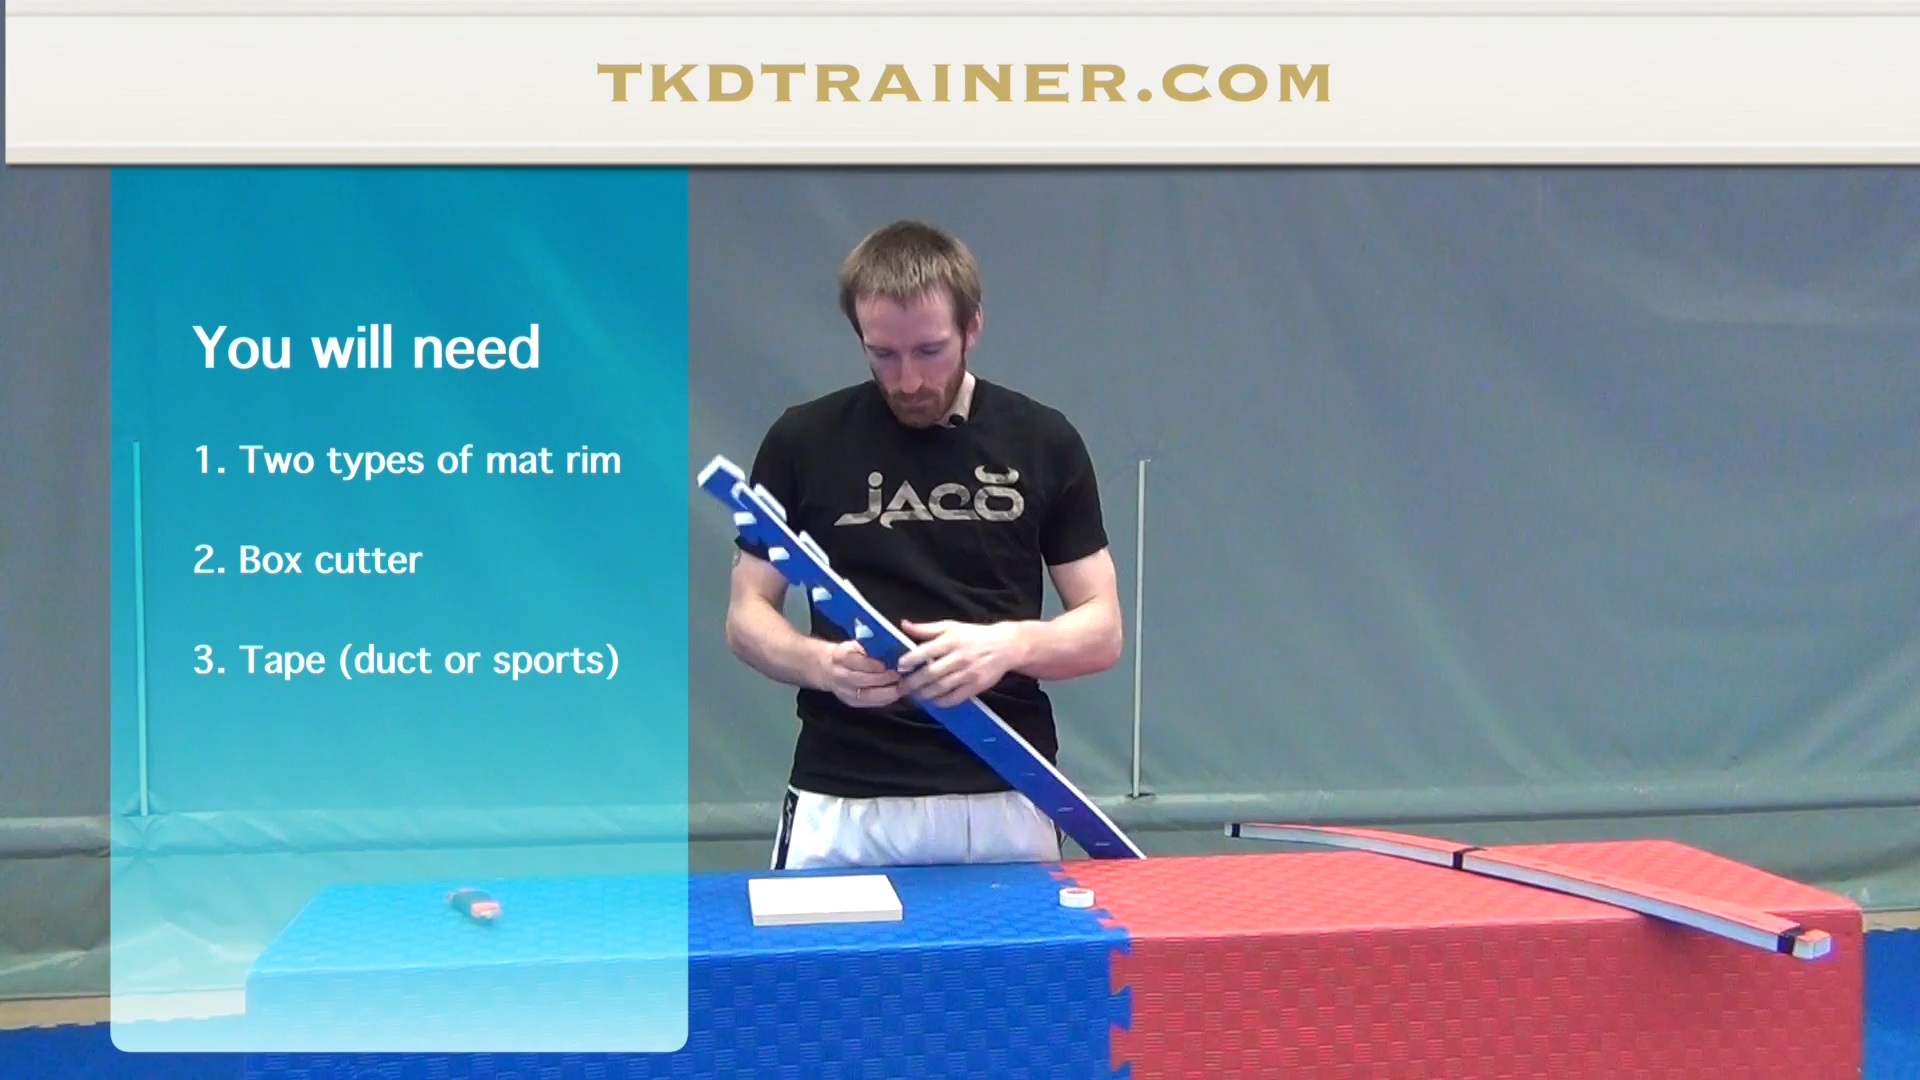 TKDTRAINER.COM
You will need
1. Two types of mat rim
2. Box cutter
3. Tape (duct or sports)
jACO